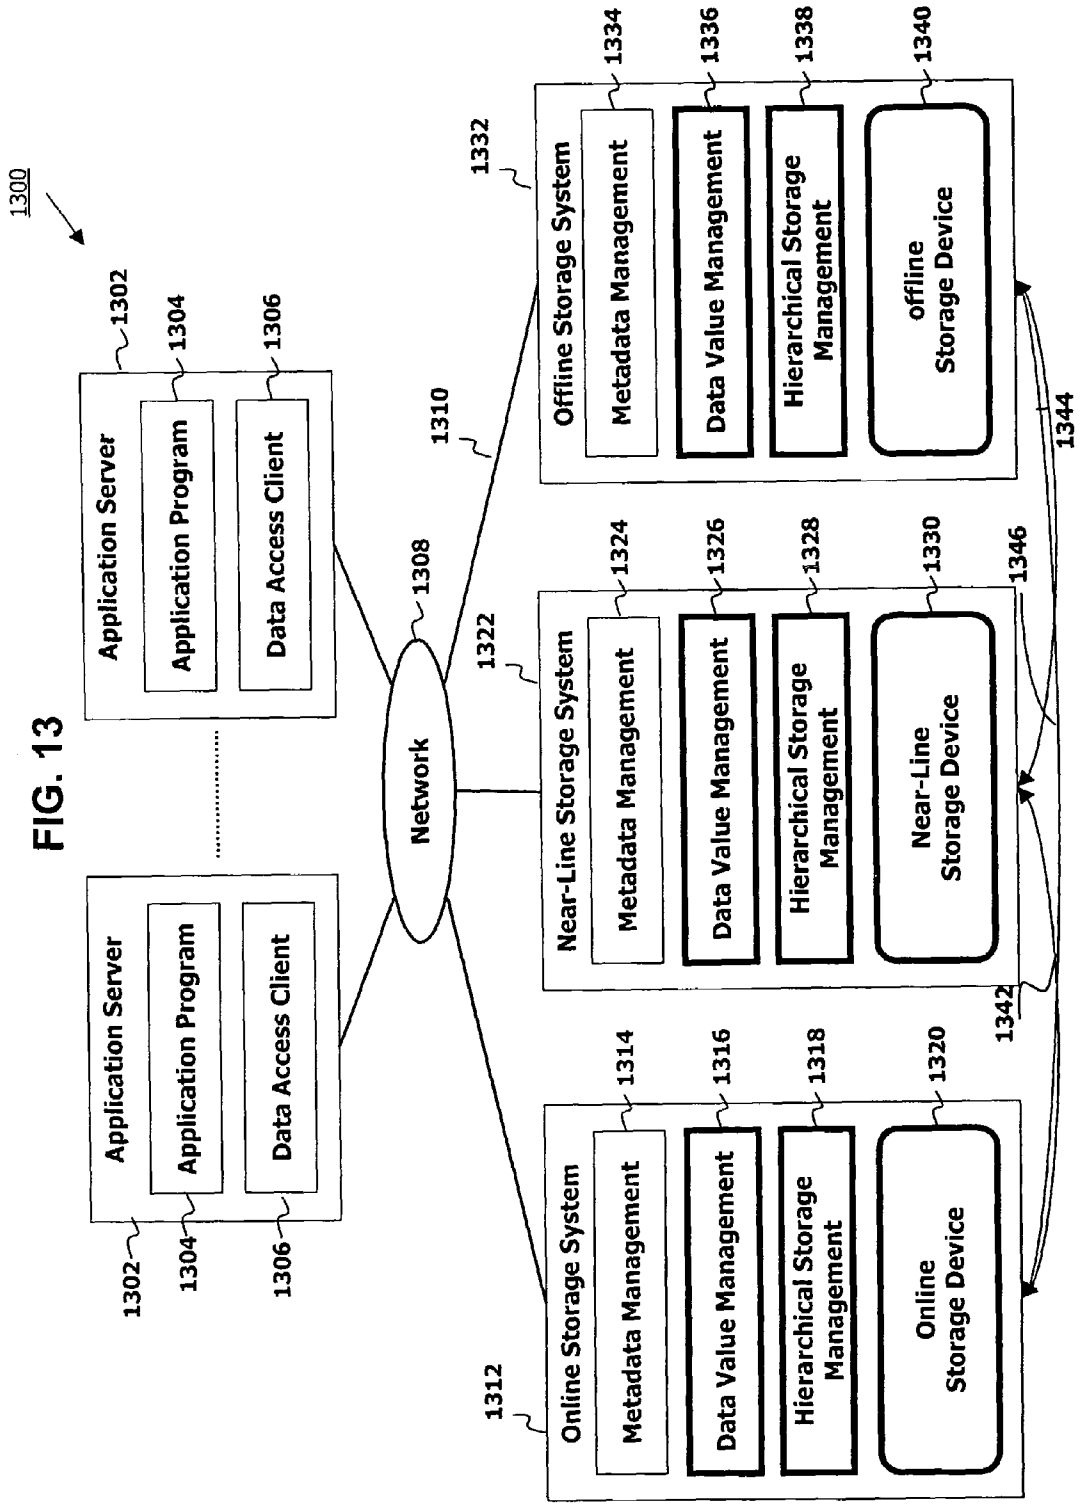 FIG. 13
1300
Application Server
Application Program
Data Access Client
1302
1304
1306
Application Server
Application Program
Data Access Client
1302
1304
1306
Network
1308
1310
1312
Online Storage System
Metadata Management
1314
Data Value Management
1316
Hierarchical Storage
Management
1318
Online
Storage Device
1320
1322
Near-Line Storage System
Metadata Management
1324
Data Value Management
1326
Hierarchical Storage
Management
1328
Near-Line
Storage Device
1330
1332
Offline Storage System
Metadata Management
1334
Data Value Management
1336
Hierarchical Storage
Management
1338
offline
Storage Device
1340
1342
1346
1344